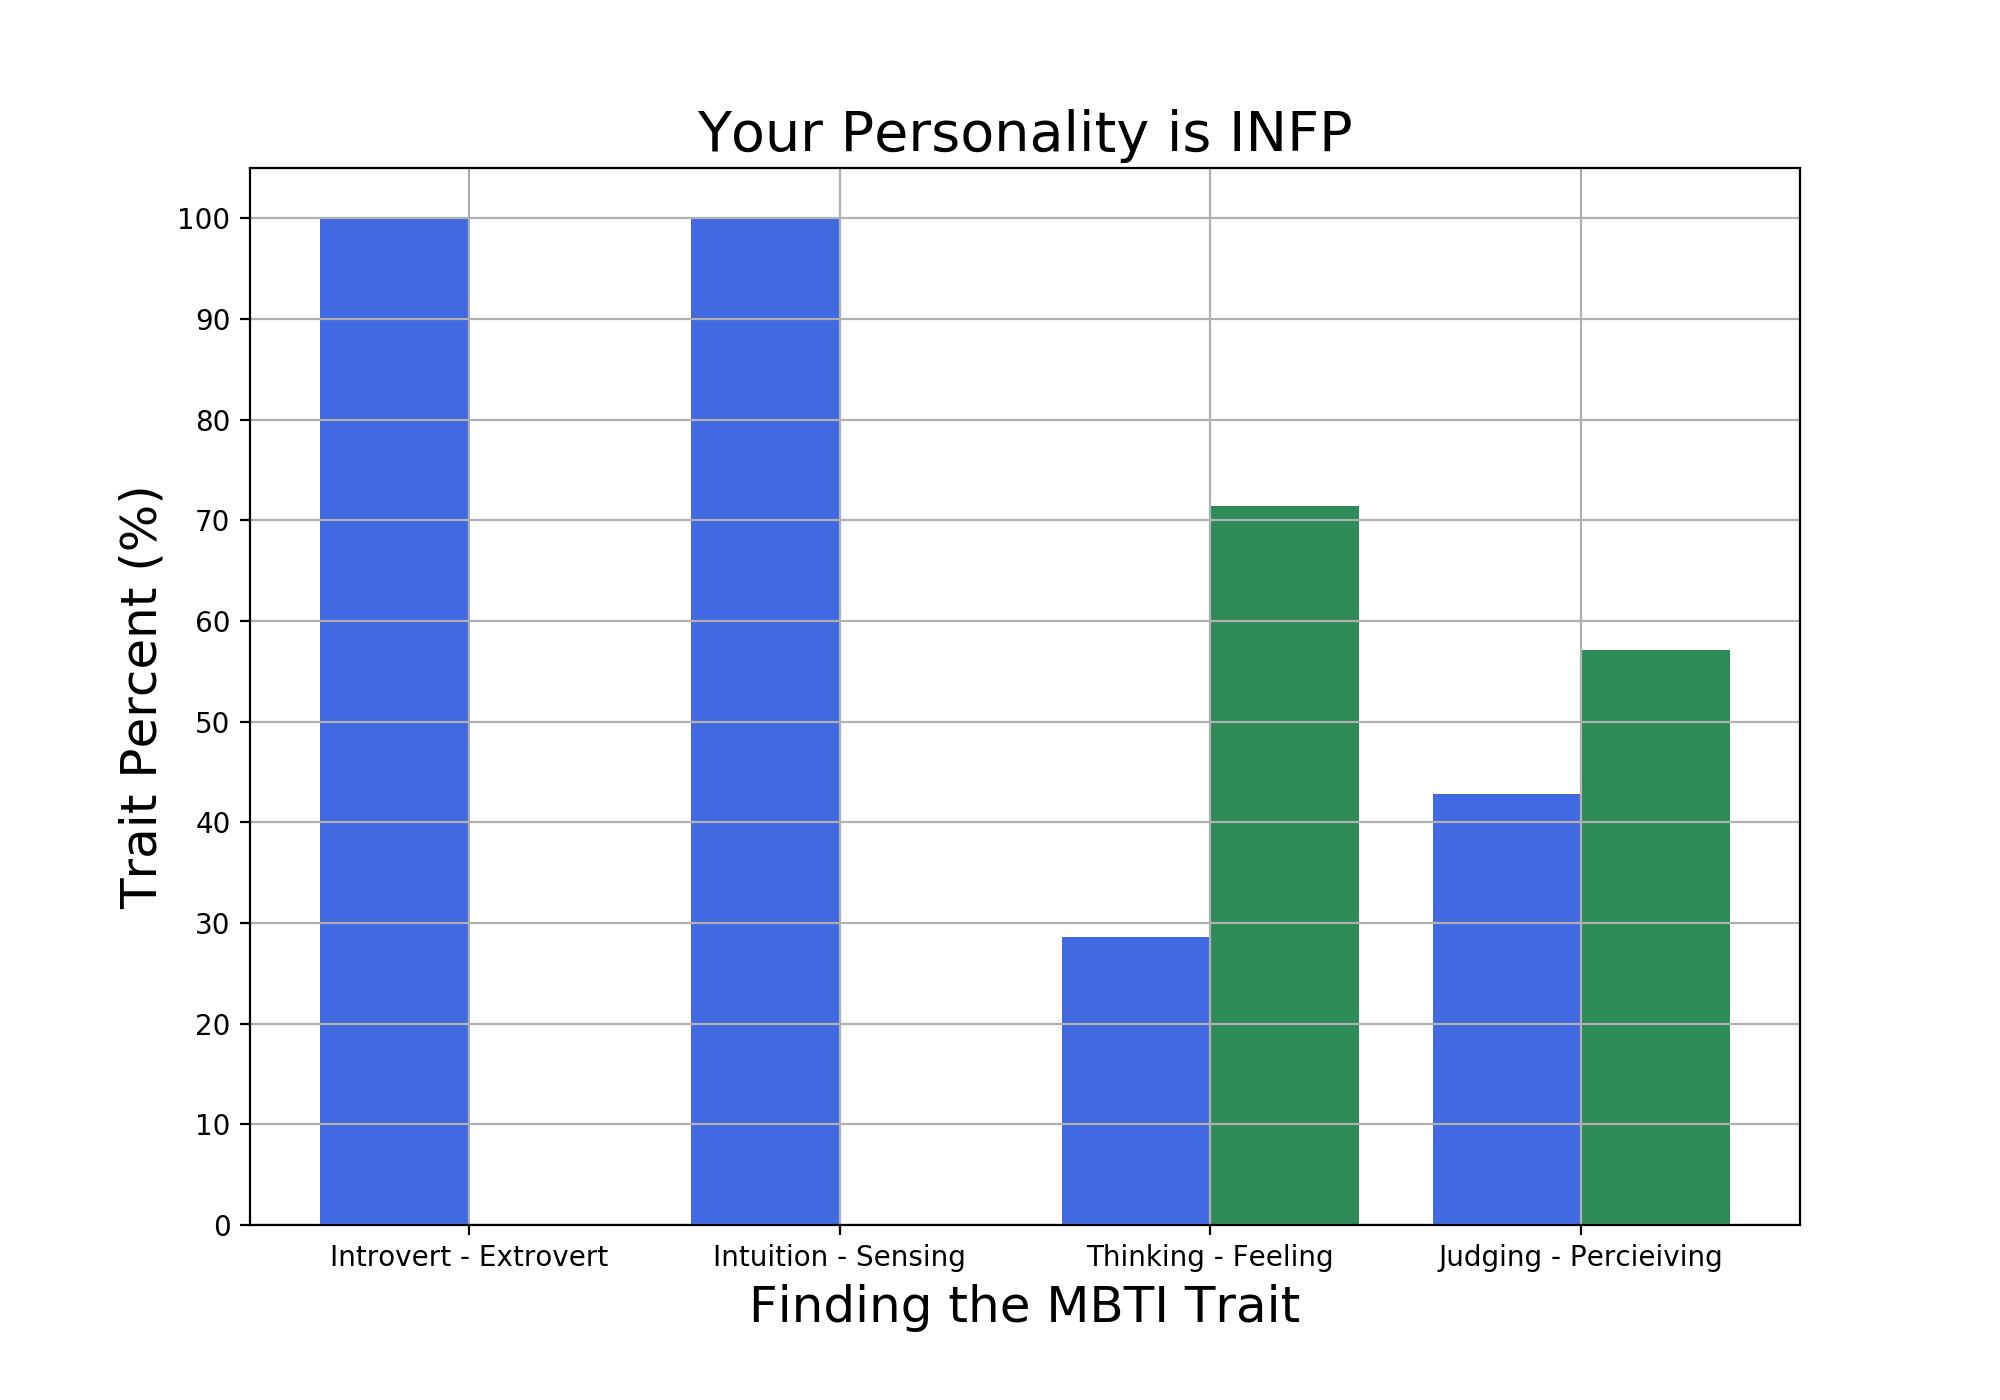 Your Personality is INFP
Trait Percent (%)
100
90
80
70
60
50
40
30
20
10
0
Introvert - Extrovert
Intuition - Sensing
Thinking - Feeling
Judging - Percieiving
Finding the MBTI Trait